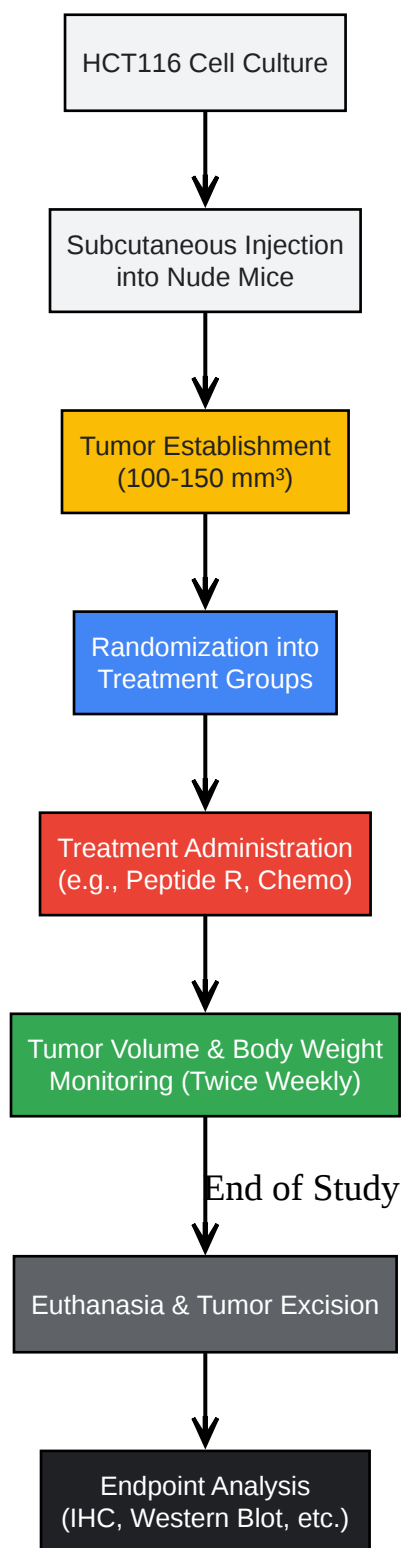 HCT116 Cell Culture
Subcutaneous Injection
into Nude Mice
Tumor Establishment
(100-150 mm³)
Randomization into
Treatment Groups
Treatment Administration
(e.g., Peptide R, Chemo)
Tumor Volume & Body Weight
Monitoring (Twice Weekly)
End of Study
Euthanasia & Tumor Excision
Endpoint Analysis
(IHC, Western Blot, etc.)